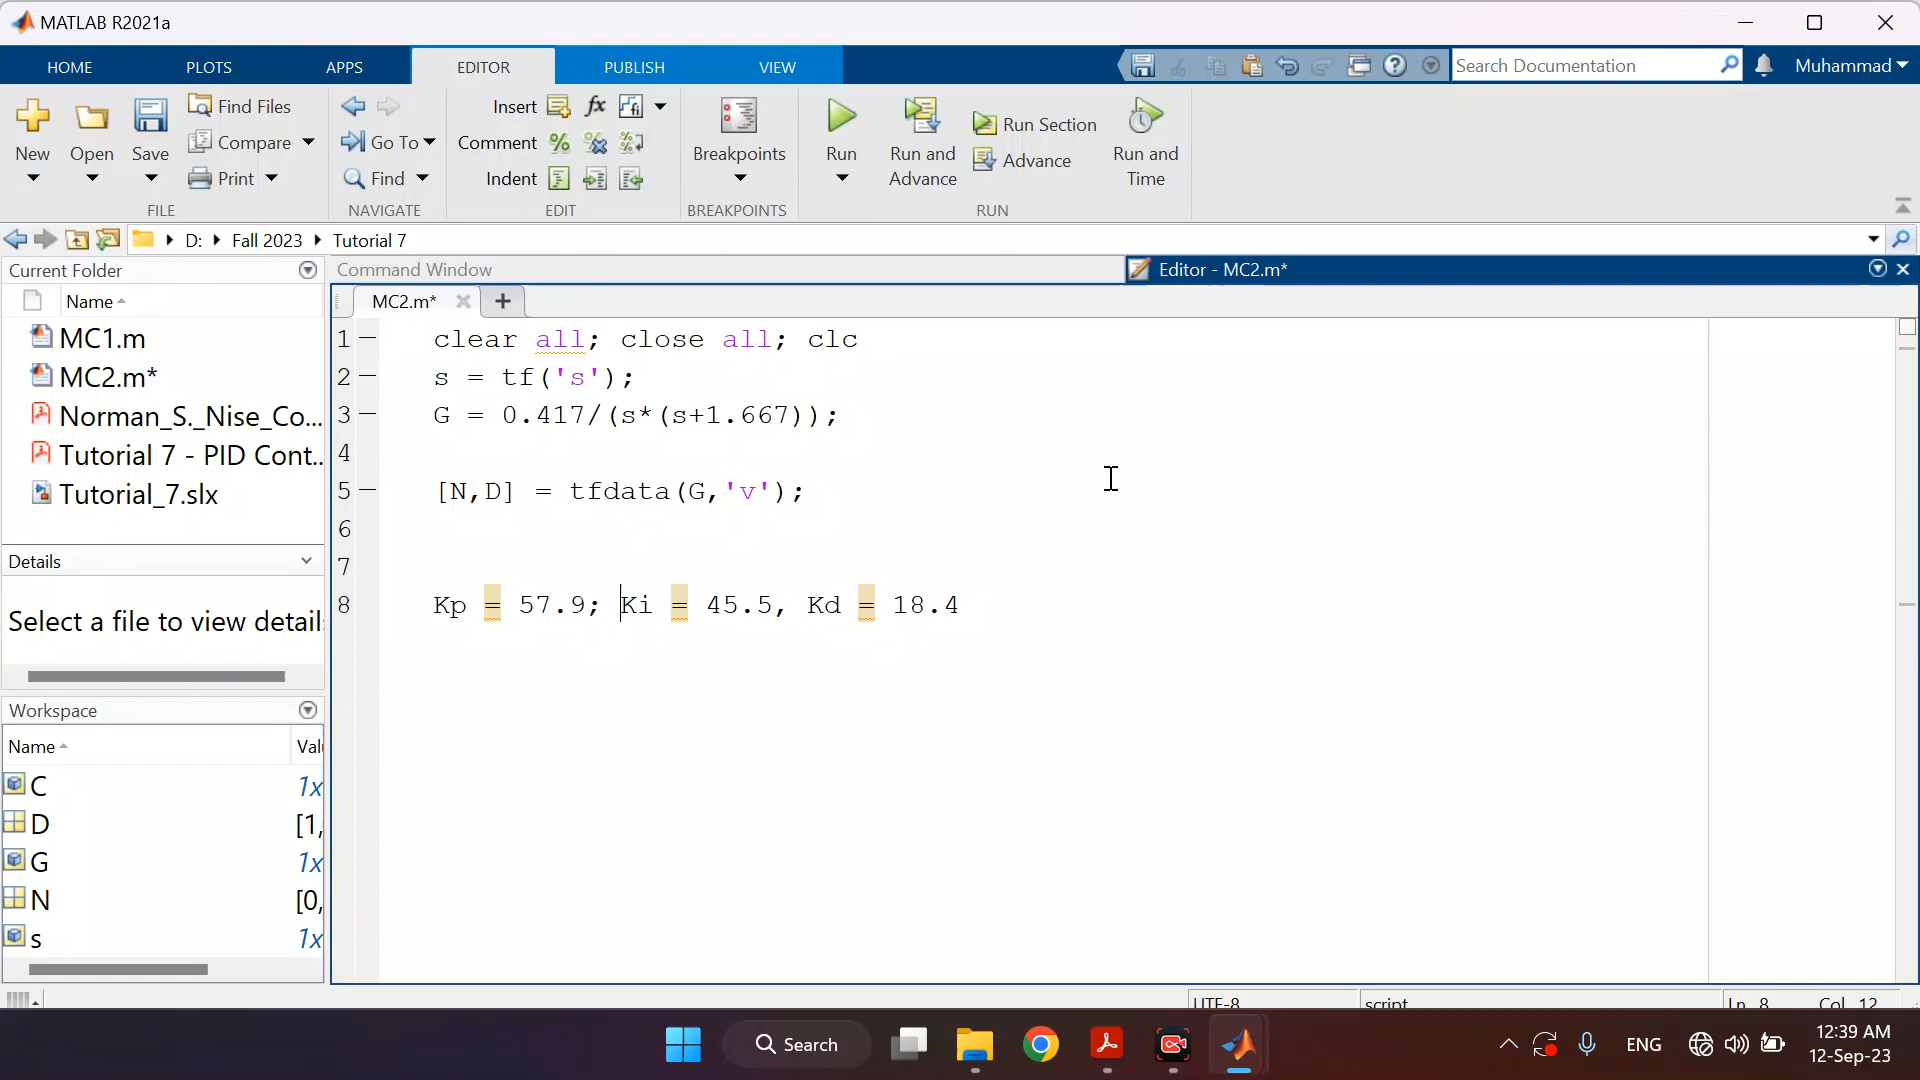 MATLAB R2021a
HOME PLOTS APPS EDITOR PUBLISH VIEW Search Documentation Muhammad
New Open Save Find Files Compare Print
Go To Find
Insert fx
Comment
Indent
Breakpoints
Run Run and Advance Run Section Advance Run and Time
FILE NAVIGATE EDIT BREAKPOINTS RUN
D: Fall 2023 Tutorial 7
Current Folder
Name
MC1.m
MC2.m*
Norman_S._Nise_Co...
Tutorial 7 - PID Cont...
Tutorial_7.slx
Details
Select a file to view detail
Workspace
Name Val
C 1x
D [1,
G 1x
N [0,
s 1x
Command Window
Editor - MC2.m*
MC2.m*
1 clear all; close all; clc
2 s = tf('s');
3 G = 0.417/(s*(s+1.667));
4
5 [N,D] = tfdata(G,'v');
6
7
8 Kp = 57.9; Ki = 45.5, Kd = 18.4
UTF-8 script Ln 8 Col 12
Search
ENG
12:39 AM
12-Sep-23